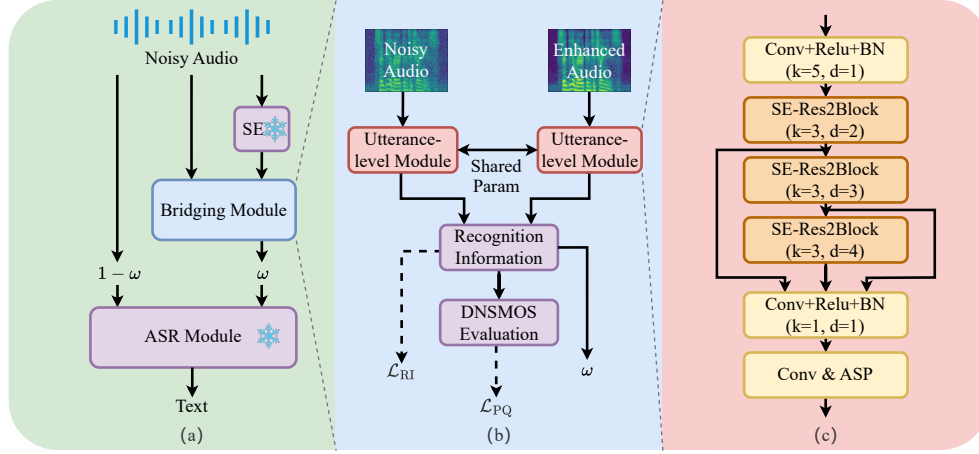 Noisy Audio
SE
Bridging Module
1 − ω
ω
ASR Module
Text
(a)
Noisy
Audio
Enhanced
Audio
Utterance-
level Module
Shared
Param
Utterance-
level Module
Recognition
Information
DNSMOS
Evaluation
ℒRI
ω
ℒPQ
(b)
Conv+Relu+BN
(k=5, d=1)
SE-Res2Block
(k=3, d=2)
SE-Res2Block
(k=3, d=3)
SE-Res2Block
(k=3, d=4)
Conv+Relu+BN
(k=1, d=1)
Conv & ASP
(c)